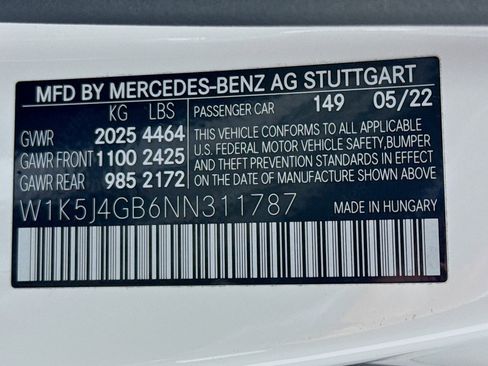 MFD BY MERCEDES-BENZ AG STUTTGART
KG LBS PASSENGER CAR 149 05/22
GVWR 2025 4464
GAWR FRONT 1100 2425
GAWR REAR 985 2172
THIS VEHICLE CONFORMS TO ALL APPLICABLE
U.S. FEDERAL MOTOR VEHICLE SAFETY,BUMPER
AND THEFT PREVENTION STANDARDS IN EFFECT
ON THE DATE OF MANUFACTURE SHOWN ABOVE
W1K5J4GB6NN311787 MADE IN HUNGARY